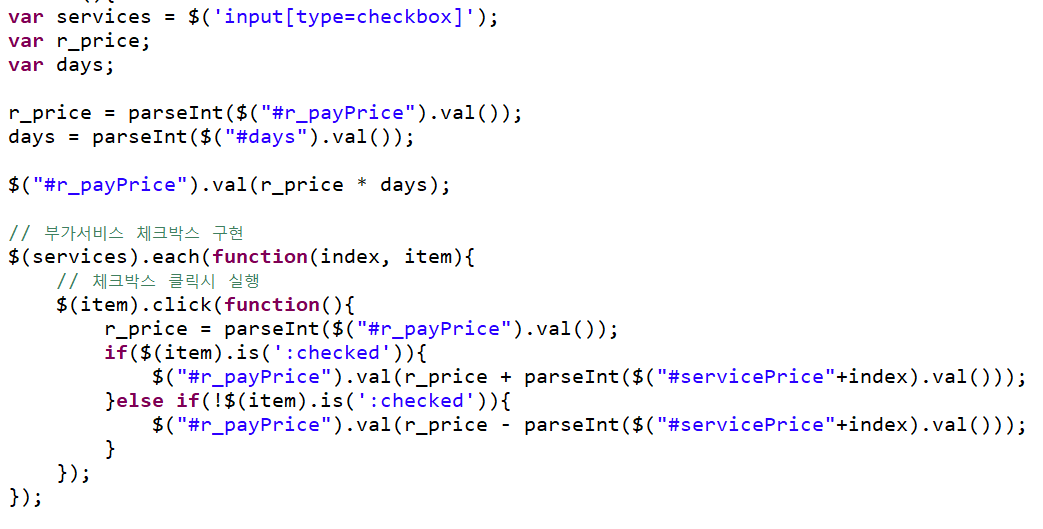 var services = $('input[type=checkbox]');
var r_price;
var days;
r_price = parseInt($("#r_payPrice").val());
days = parseInt($("#days").val());
$("#r_payPrice").val(r_price * days);
// 부가서비스 체크박스 구현
$(services).each(function(index, item){
// 체크박스 클릭시 실행
$(item).click(function(){
r_price = parseInt($("#r_payPrice").val());
if($(item).is(':checked')){
$("#r_payPrice").val(r_price + parseInt($("#servicePrice"+index).val()));
}else if(!$(item).is(':checked')){
$("#r_payPrice").val(r_price - parseInt($("#servicePrice"+index).val()));
}
});
});